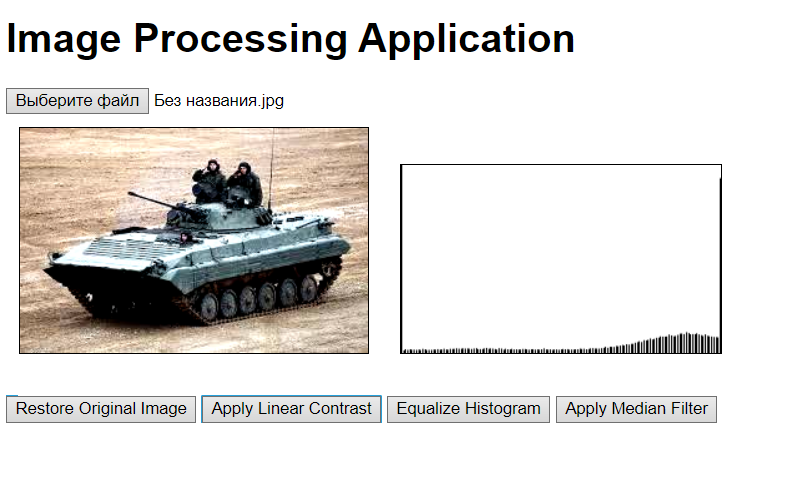 Image Processing Application
Выберите файл Без названия.jpg
Restore Original Image Apply Linear Contrast Equalize Histogram Apply Median Filter